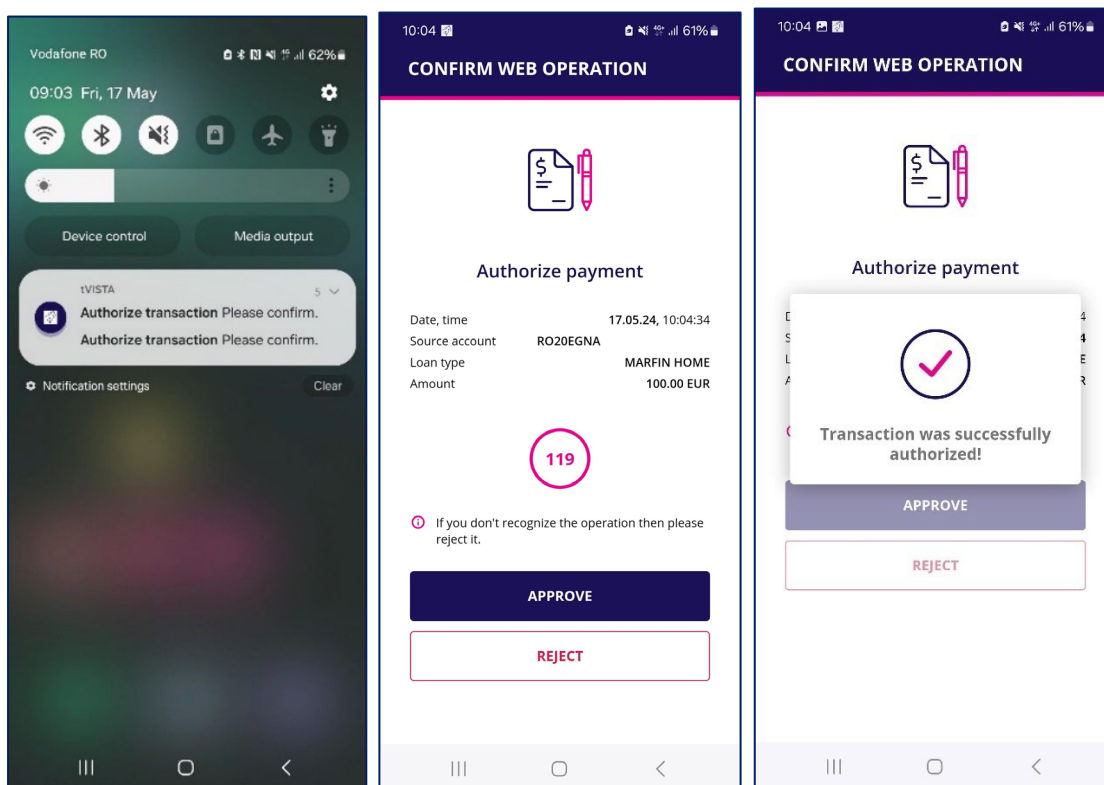 Vodafone RO 62%
09:03 Fri, 17 May
Device control Media output
tVISTA 5
Authorize transaction Please confirm.
Authorize transaction Please confirm.
Notification settings Clear
10:04 4G+ 61%
CONFIRM WEB OPERATION
$
Authorize payment
Date, time 17.05.24, 10:04:34
Source account RO20EGNA
Loan type MARFIN HOME
Amount 100.00 EUR
119
If you don't recognize the operation then please
reject it.
APPROVE
REJECT
10:04 4G+ 61%
CONFIRM WEB OPERATION
$
Authorize payment
4
S 4
L E
A R
Transaction was successfully
authorized!
APPROVE
REJECT